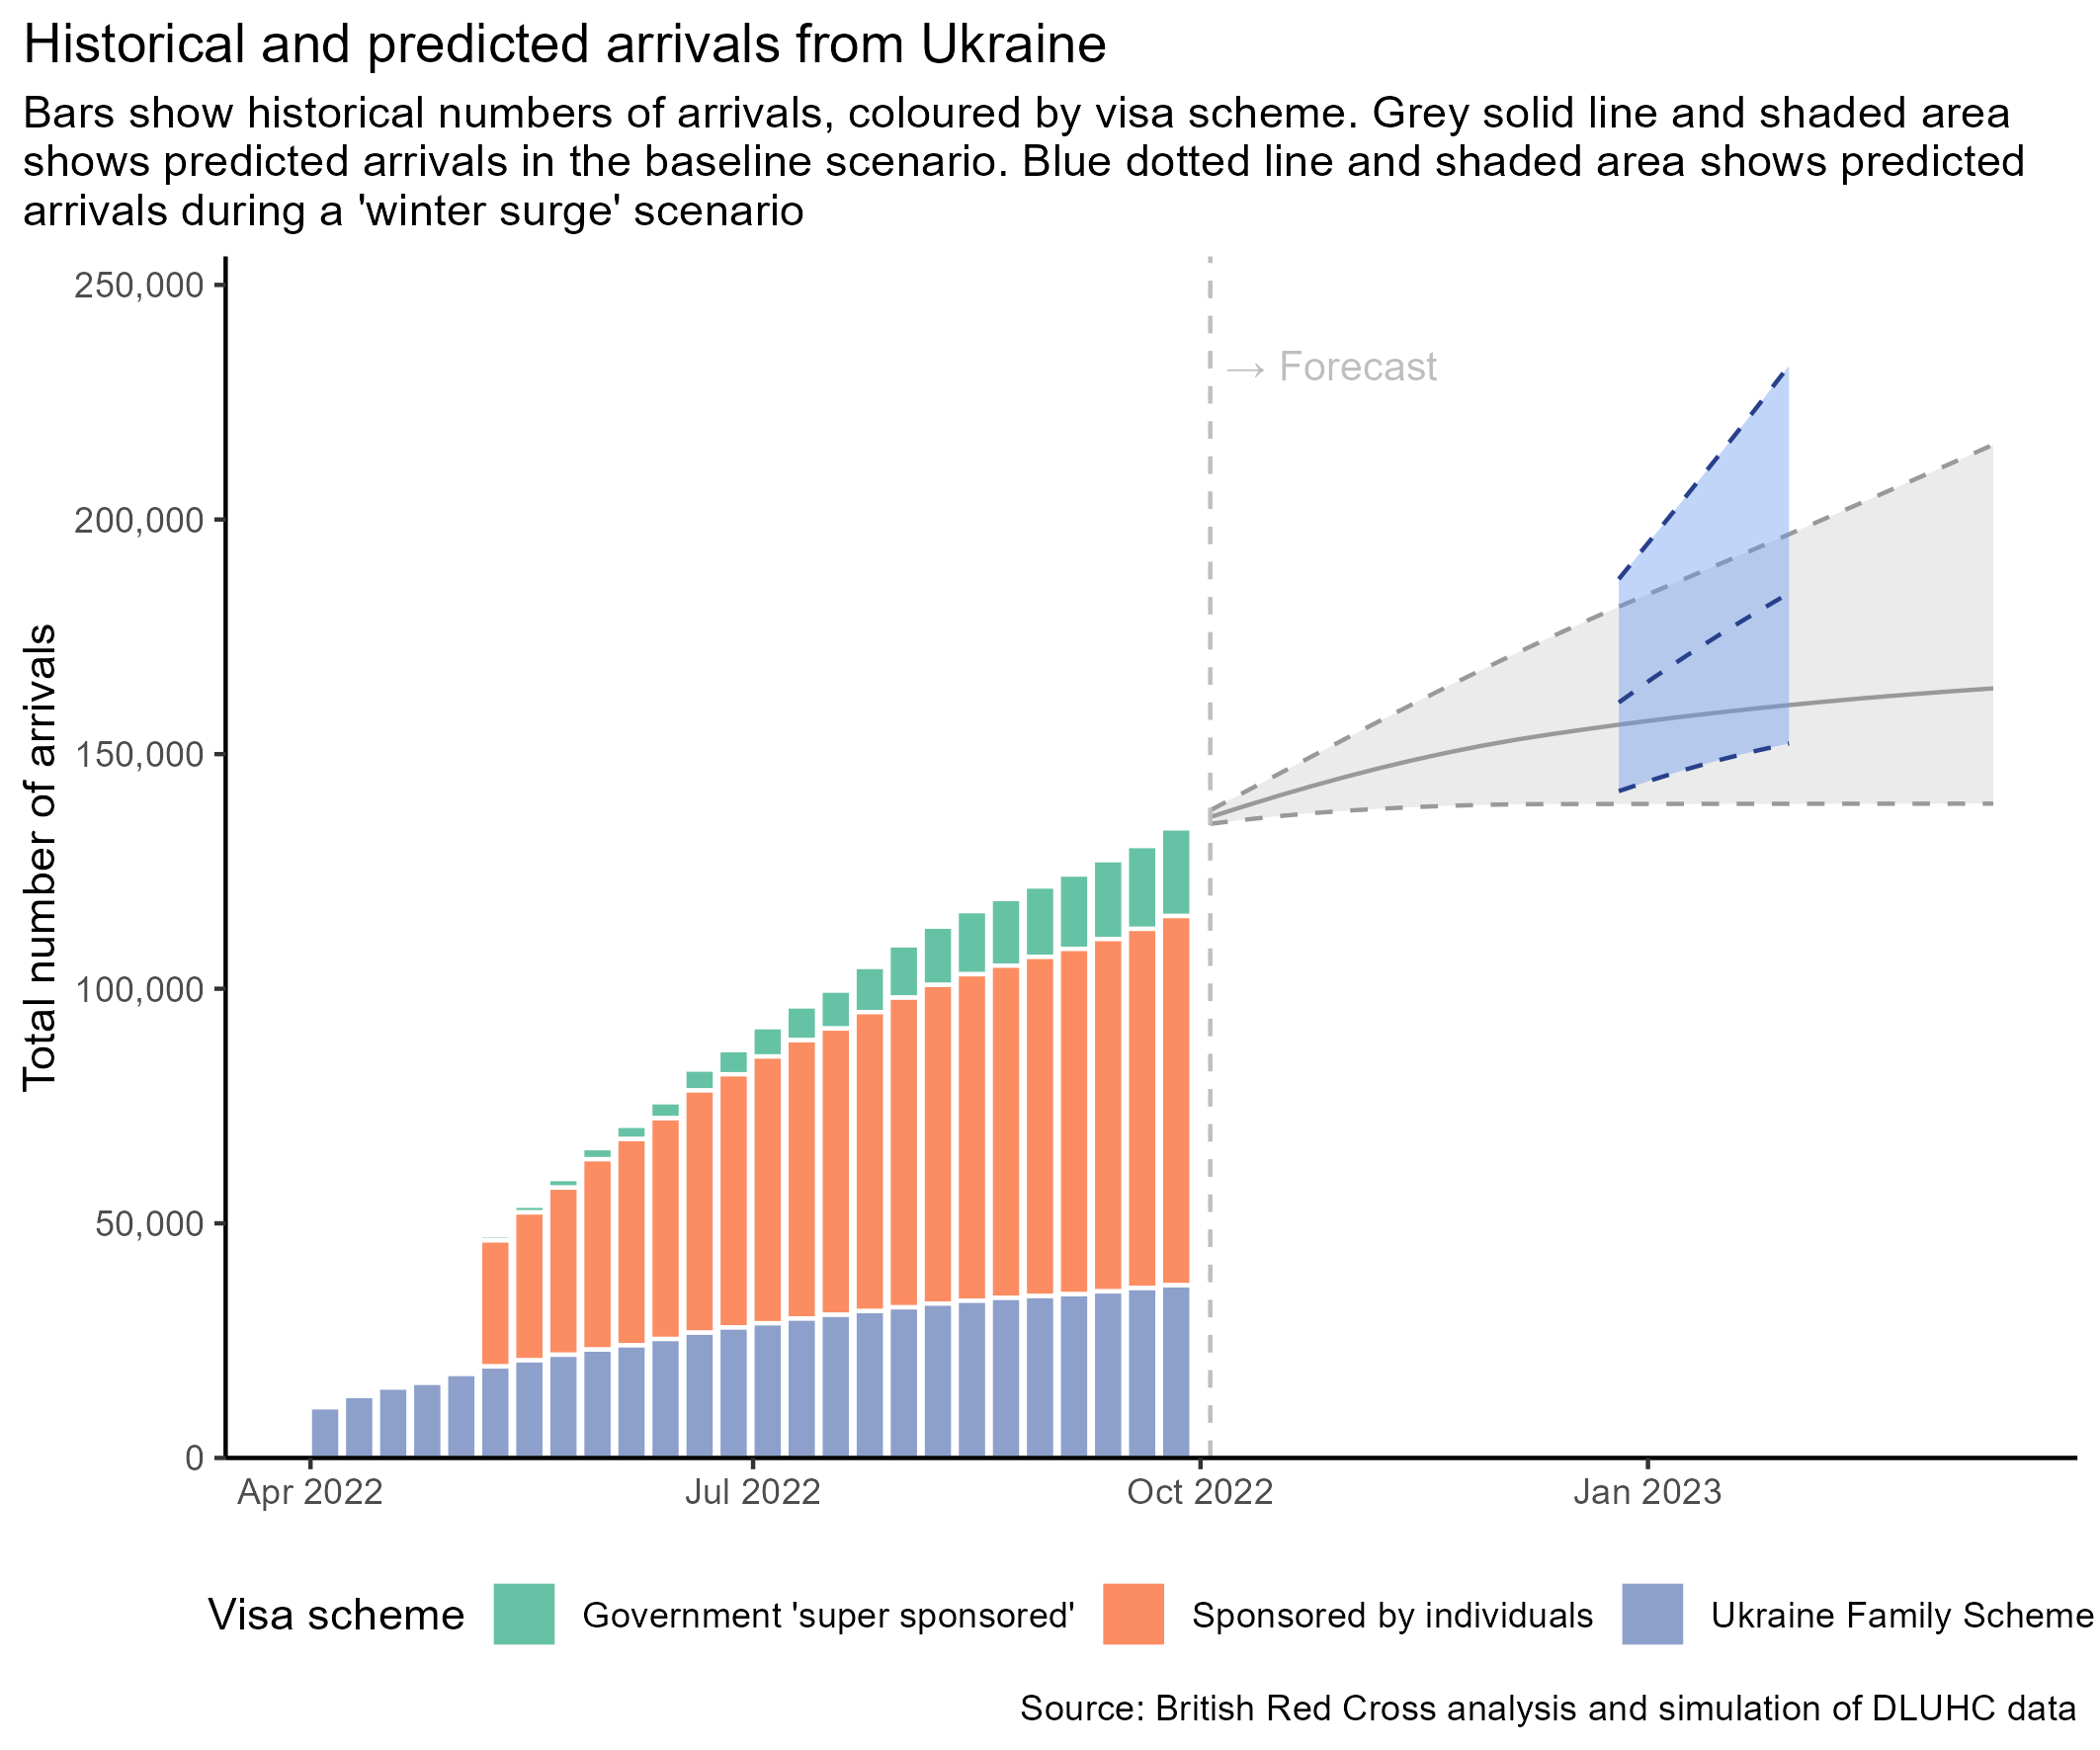 Historical and predicted arrivals from Ukraine
Bars show historical numbers of arrivals, coloured by visa scheme. Grey solid line and shaded area
shows predicted arrivals in the baseline scenario. Blue dotted line and shaded area shows predicted
arrivals during a 'winter surge' scenario
250,000
→ Forecast
200,000
150,000
100,000
50,000
0
Total number of arrivals
Apr 2022
Jul 2022
Oct 2022
Jan 2023
Visa scheme
Government 'super sponsored'
Sponsored by individuals
Ukraine Family Scheme
Source: British Red Cross analysis and simulation of DLUHC data